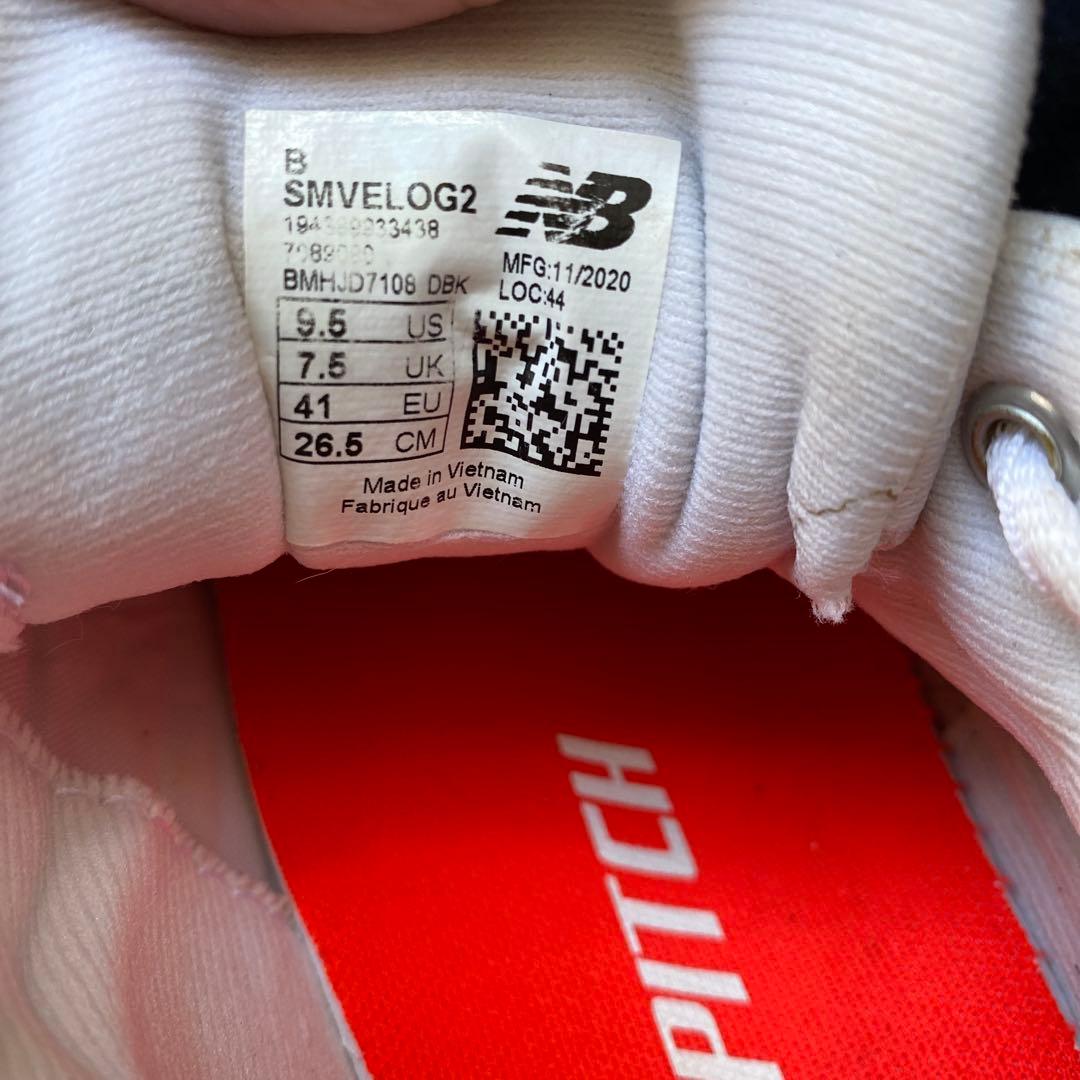 B
SMVELOG2
NB
BMHJD7108 DBK
MFG:11/2020
LOC:44
9.5 US
7.5 UK
41 EU
26.5 CM
Made in Vietnam
Fabrique au Vietnam
PITCH